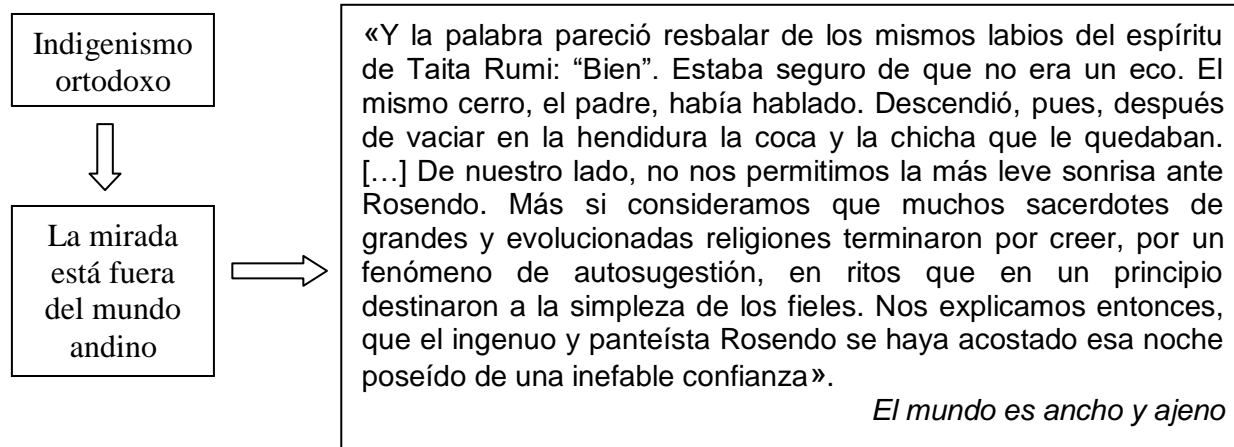 Indigenismo
ortodoxo
La mirada
está fuera
del mundo
andino
«Y la palabra pareció resbalar de los mismos labios del espíritu
de Taita Rumi: “Bien”. Estaba seguro de que no era un eco. El
mismo cerro, el padre, había hablado. Descendió, pues, después
de vaciar en la hendidura la coca y la chicha que le quedaban.
[…] De nuestro lado, no nos permitimos la más leve sonrisa ante
Rosendo. Más si consideramos que muchos sacerdotes de
grandes y evolucionadas religiones terminaron por creer, por un
fenómeno de autosugestión, en ritos que en un principio
destinaron a la simpleza de los fieles. Nos explicamos entonces,
que el ingenuo y panteísta Rosendo se haya acostado esa noche
poseído de una inefable confianza».
El mundo es ancho y ajeno